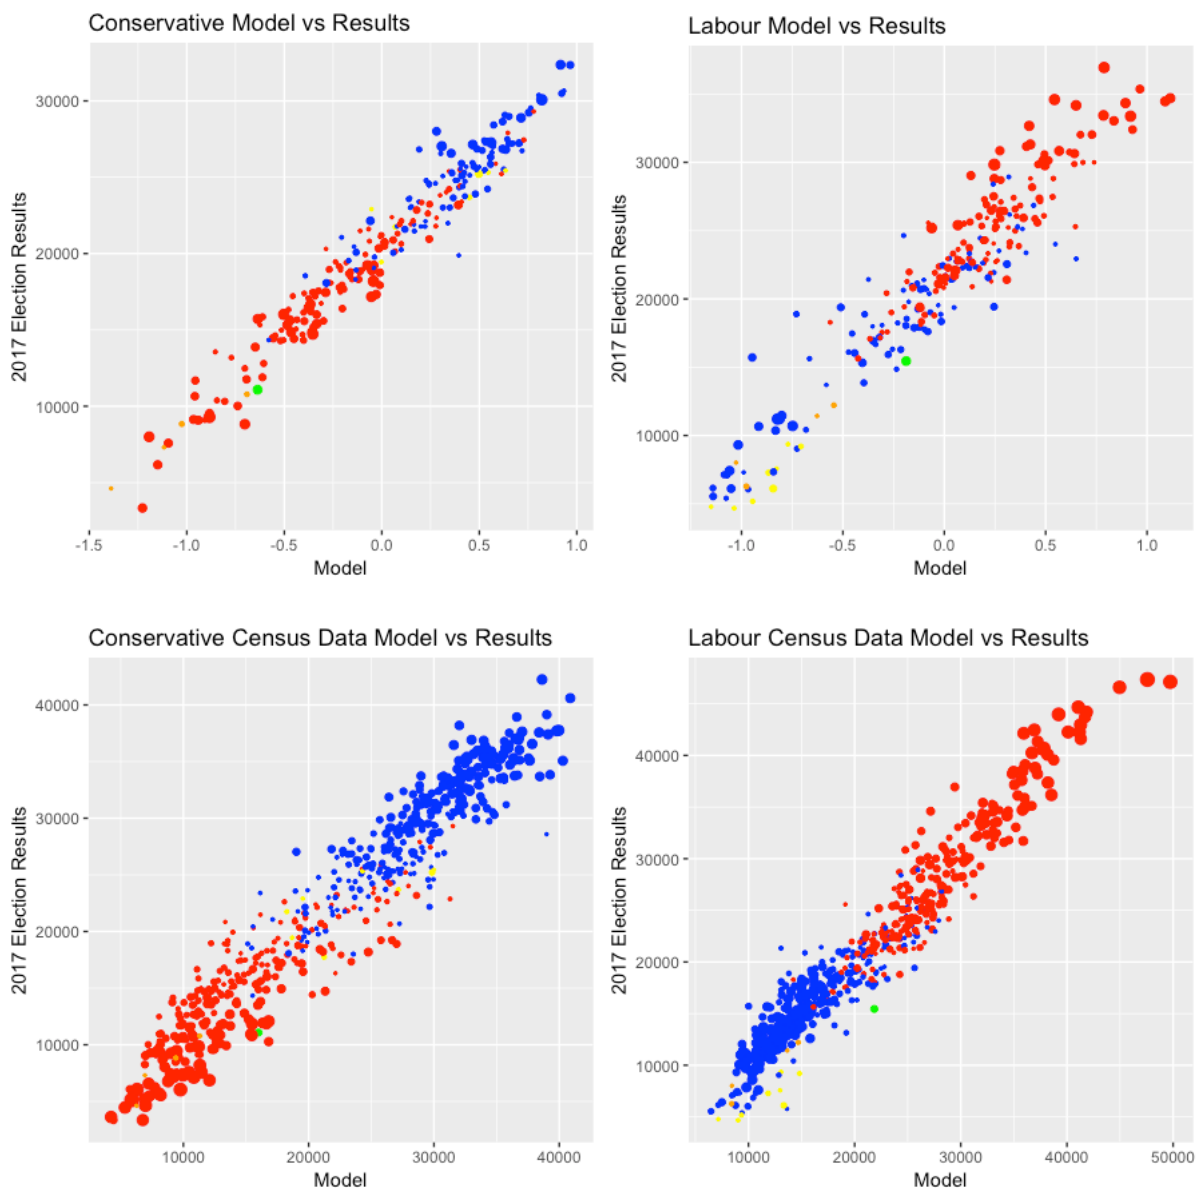 Conservative Model vs Results
2017 Election Results
30000
20000
10000
-1.5
-1.0
-0.5
0.0
0.5
1.0
Model
Labour Model vs Results
2017 Election Results
30000
20000
10000
-1.0
-0.5
0.0
0.5
1.0
Model
Conservative Census Data Model vs Results
2017 Election Results
40000
30000
20000
10000
10000
20000
30000
40000
Model
Labour Census Data Model vs Results
2017 Election Results
40000
30000
20000
10000
10000
20000
30000
40000
50000
Model